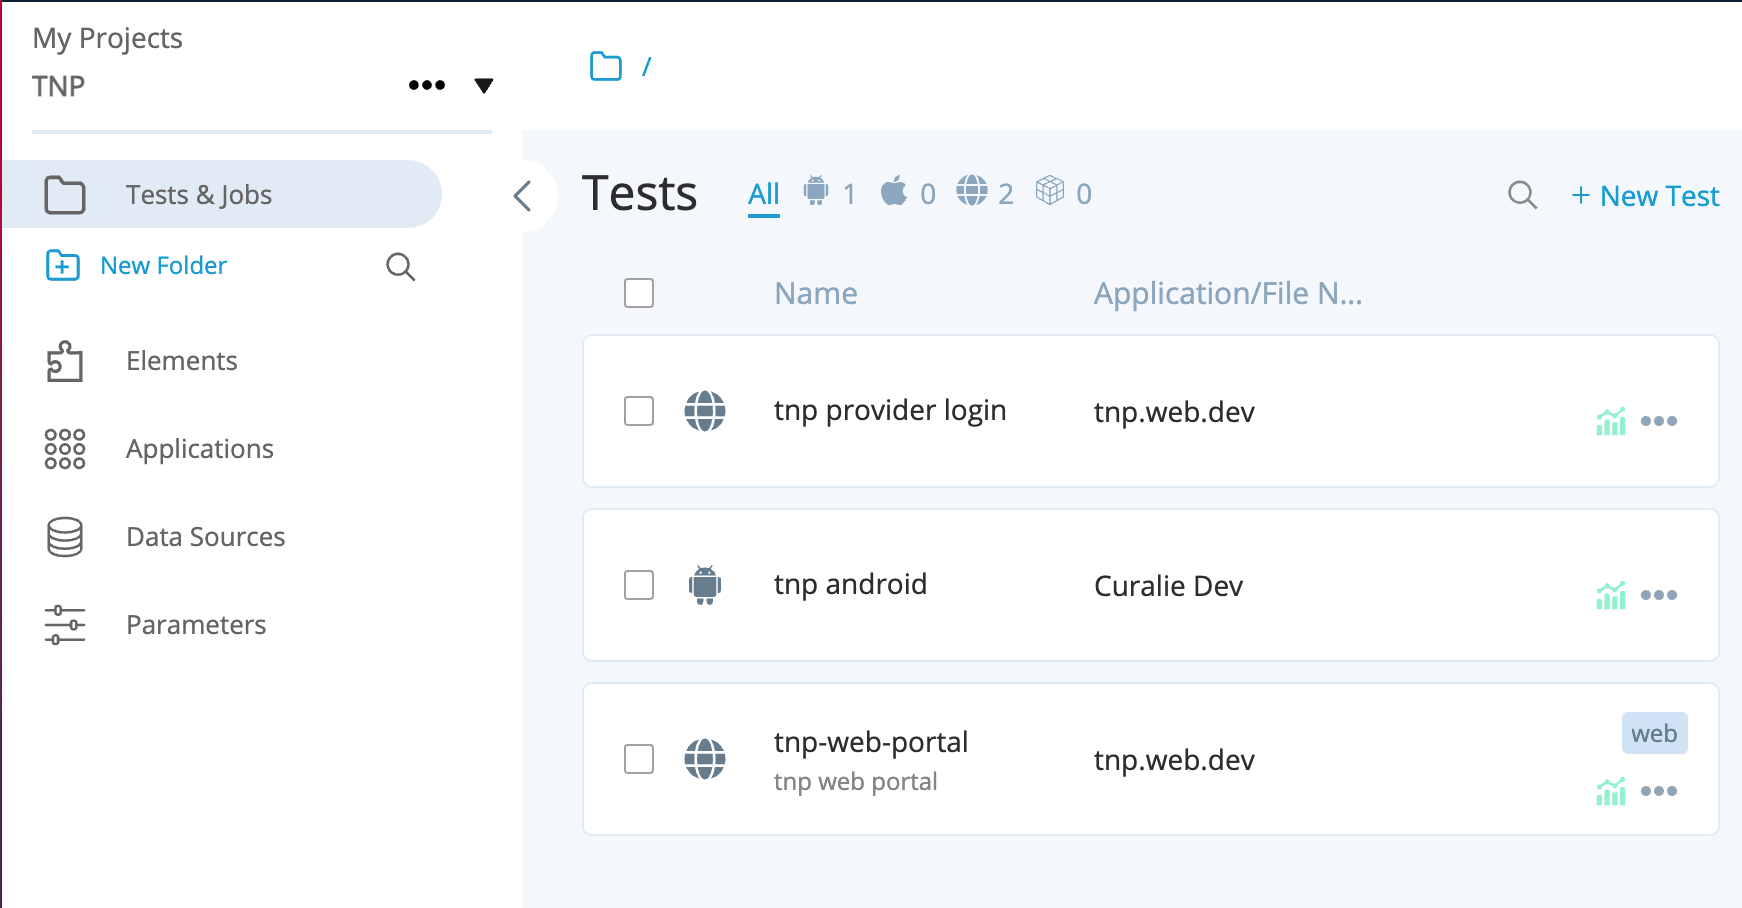 My Projects
TNP
/
Tests & Jobs
New Folder
Elements
Applications
Data Sources
Parameters
Tests All 1 0 2 0
+ New Test
Name Application/File N...
tnp provider login tnp.web.dev
tnp android Curalie Dev
web
tnp-web-portal tnp.web.dev
tnp web portal